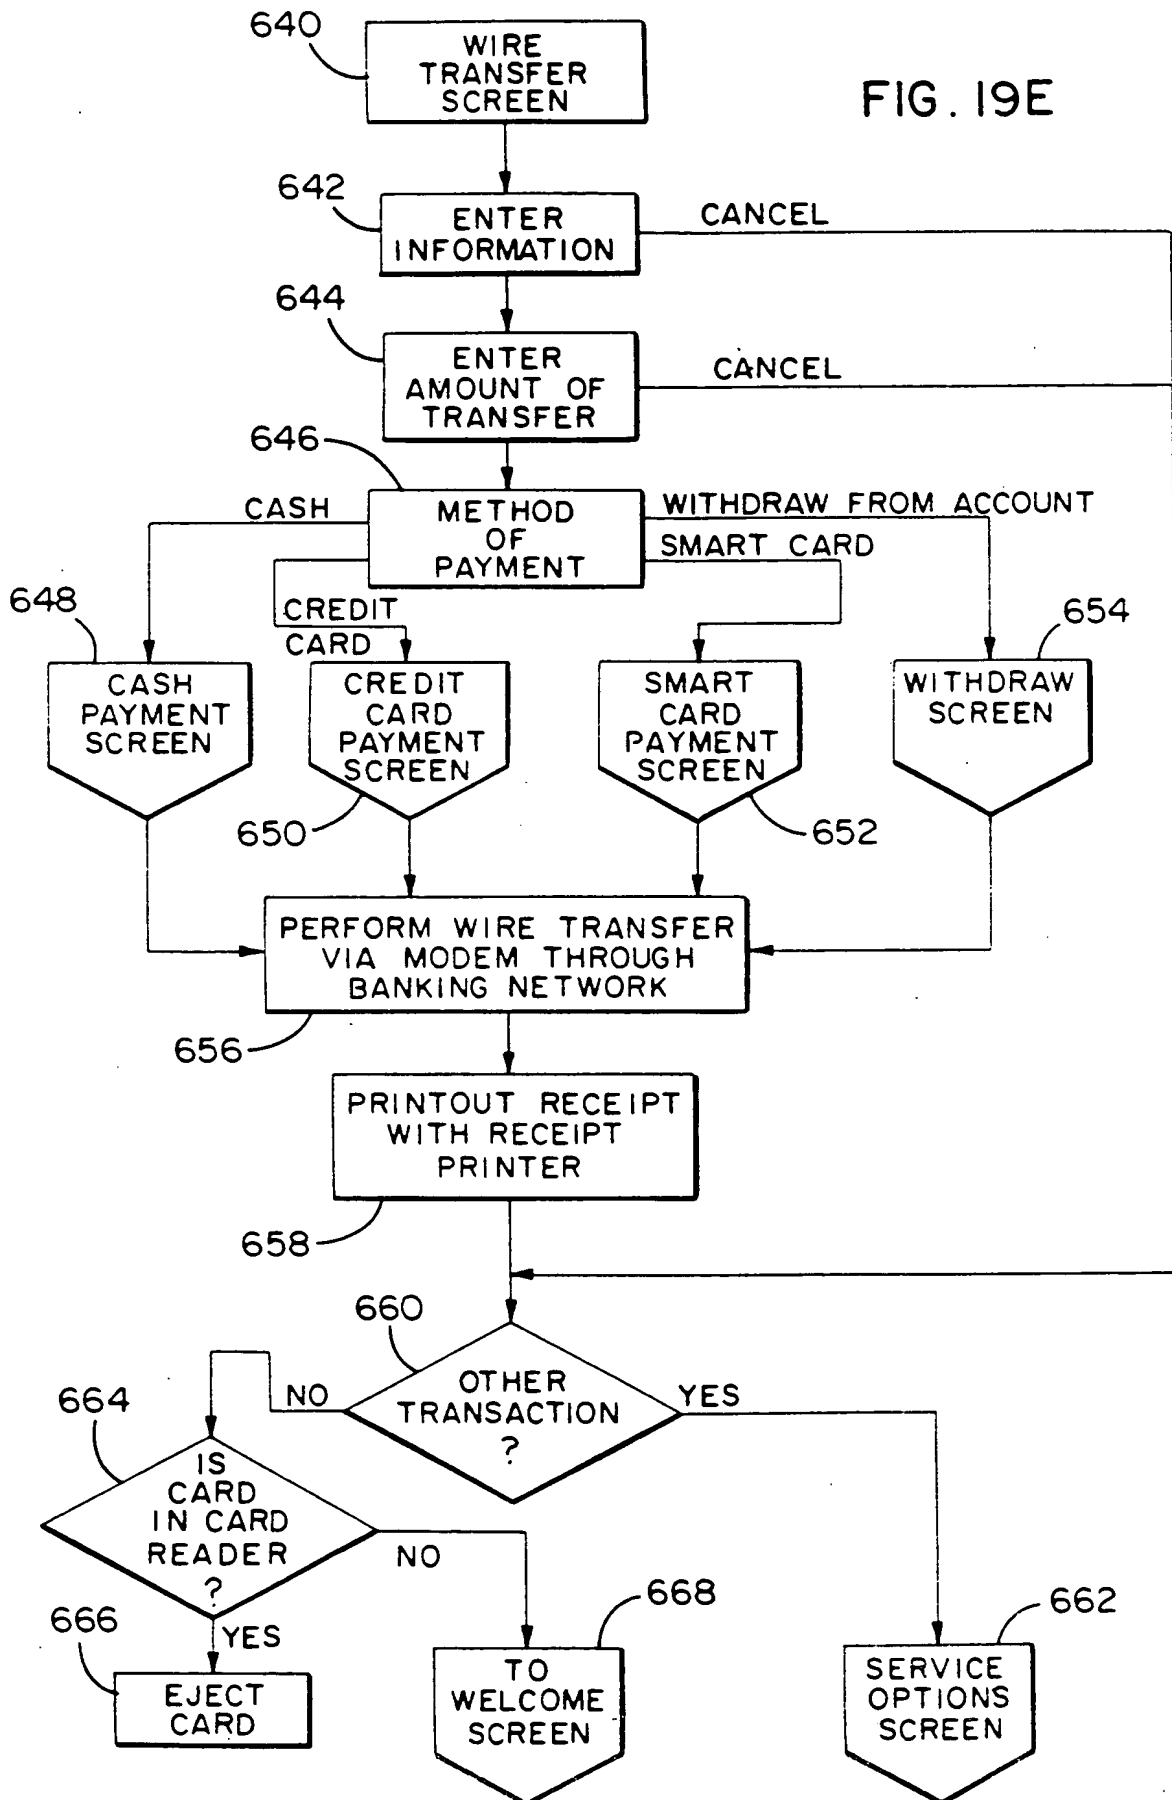 640
WIRE
TRANSFER
SCREEN
FIG. 19E
642
ENTER
INFORMATION
CANCEL
644
ENTER
AMOUNT OF
TRANSFER
CANCEL
646
METHOD
OF
PAYMENT
CASH
CREDIT
CARD
WITHDRAW FROM ACCOUNT
SMART CARD
648
CASH
PAYMENT
SCREEN
CREDIT
CARD
PAYMENT
SCREEN
650
SMART
CARD
PAYMENT
SCREEN
652
654
WITHDRAW
SCREEN
PERFORM WIRE TRANSFER
VIA MODEM THROUGH
BANKING NETWORK
656
PRINTOUT RECEIPT
WITH RECEIPT
PRINTER
658
660
OTHER
TRANSACTION
?
NO
YES
664
IS
CARD
IN CARD
READER
?
NO
YES
666
EJECT
CARD
668
TO
WELCOME
SCREEN
662
SERVICE
OPTIONS
SCREEN